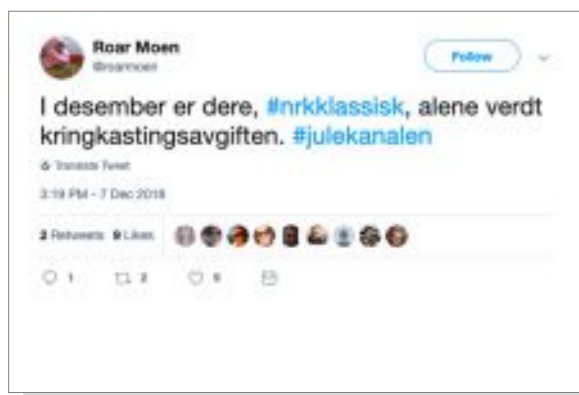 Roar Moen
@roarmoen
Follow
I desember er dere, #nrkklassisk, alene verdt
kringkastingsavgiften. #julekanalen
Translate Tweet
3:19 PM - 7 Dec 2018
2 Retweets 9 Likes
1 2 9